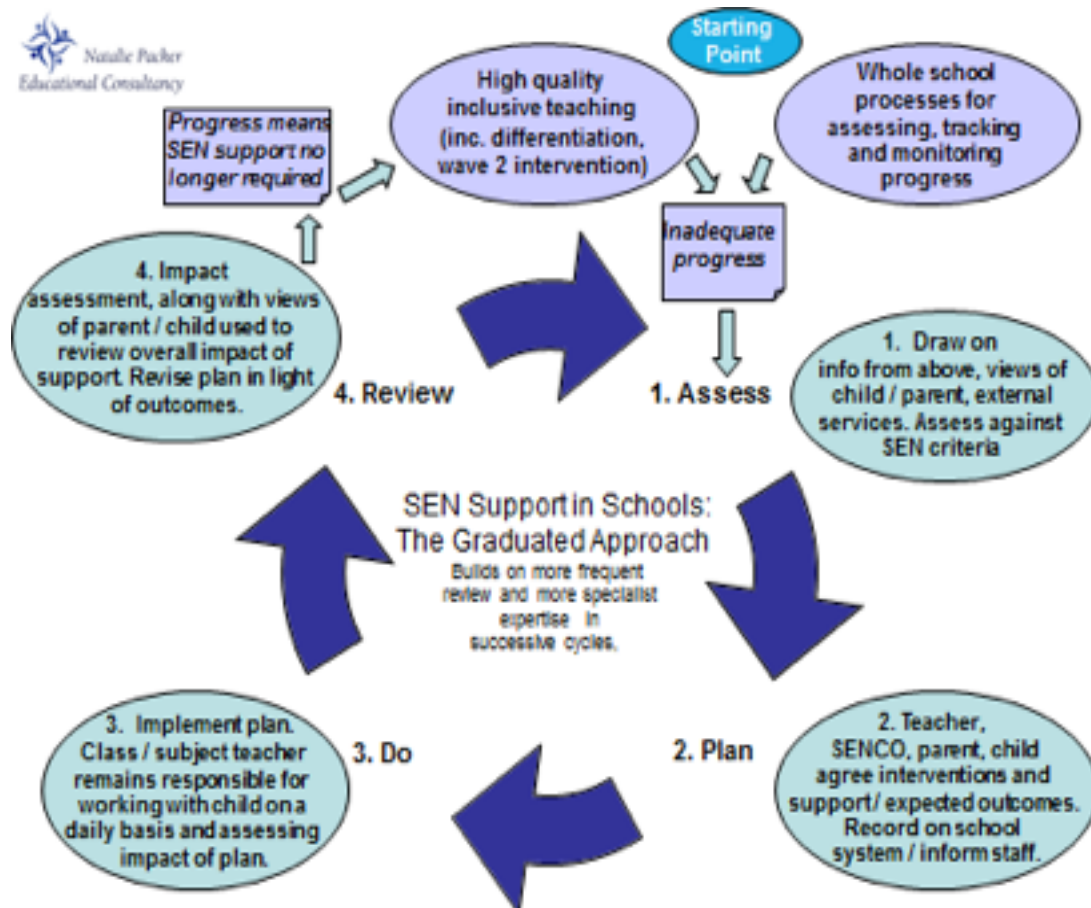 Natalie Packer
Educational Consultancy
Starting
Point
High quality
inclusive teaching
(inc. differentiation,
wave 2 intervention)
Whole school
processes for
assessing, tracking
and monitoring
progress
Progress means
SEN support no
longer required
Inadequate
progress
4. Impact
assessment, along with views
of parent / child used to
review overall impact of
support. Revise plan in light
of outcomes.
4. Review
1. Assess
1. Draw on
info from above, views of
child / parent, external
services. Assess against
SEN criteria
SEN Support in Schools:
The Graduated Approach
Builds on more frequent
review and more specialist
expertise in
successive cycles.
3. Implement plan.
Class / subject teacher
remains responsible for
working with child on a
daily basis and assessing
impact of plan.
3. Do
2. Plan
2. Teacher,
SENCO, parent, child
agree interventions and
support / expected outcomes.
Record on school
system / inform staff.